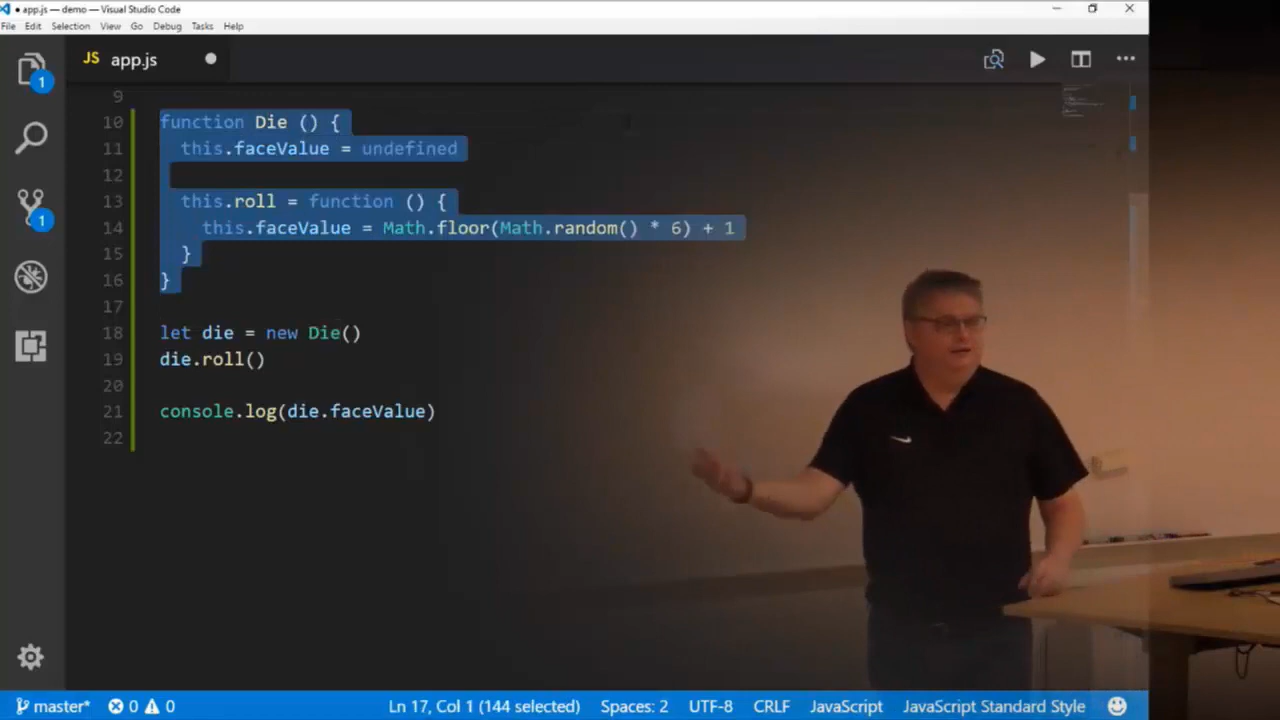 ● app.js — demo — Visual Studio Code
File Edit Selection View Go Debug Tasks Help
JS app.js
1
1
9
10 function Die () {
11 this.faceValue = undefined
12
13 this.roll = function () {
14 this.faceValue = Math.floor(Math.random() * 6) + 1
15 }
16 }
17
18 let die = new Die()
19 die.roll()
20
21 console.log(die.faceValue)
22
master* 0 0 Ln 17, Col 1 (144 selected) Spaces: 2 UTF-8 CRLF JavaScript JavaScript Standard Style